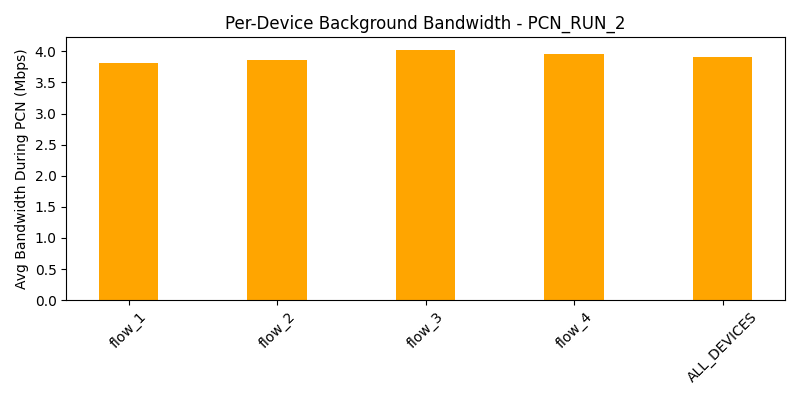 Per-Device Background Bandwidth - PCN_RUN_2
Avg Bandwidth During PCN (Mbps)
4.0
3.5
3.0
2.5
2.0
1.5
1.0
0.5
0.0
flow_1
flow_2
flow_3
flow_4
ALL_DEVICES